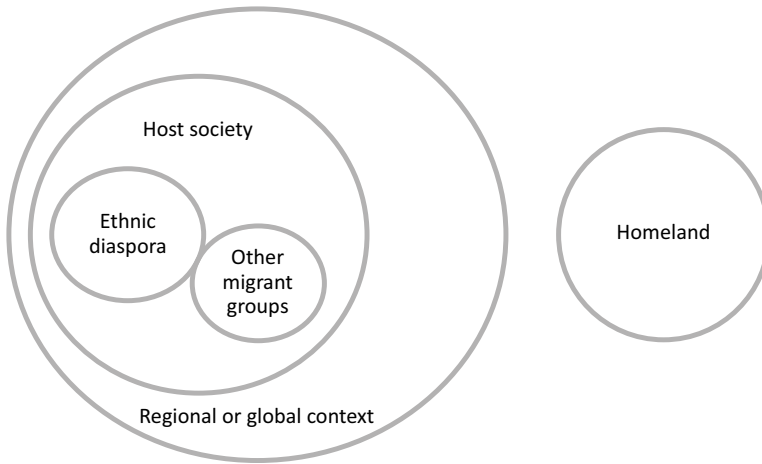 Host society
Ethnic
diaspora
Other
migrant
groups
Homeland
Regional or global context